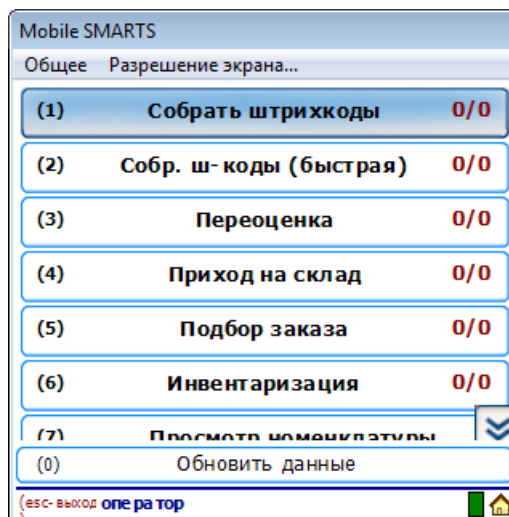 Mobile SMARTS
Общее Разрешение экрана...
(1) Собрать штрихкоды 0/0
(2) Собр. ш-коды (быстрая) 0/0
(3) Переоценка 0/0
(4) Приход на склад 0/0
(5) Подбор заказа 0/0
(6) Инвентаризация 0/0
(7) Просмотр номенклатуры
(0) Обновить данные
(esc-выход оператор
)